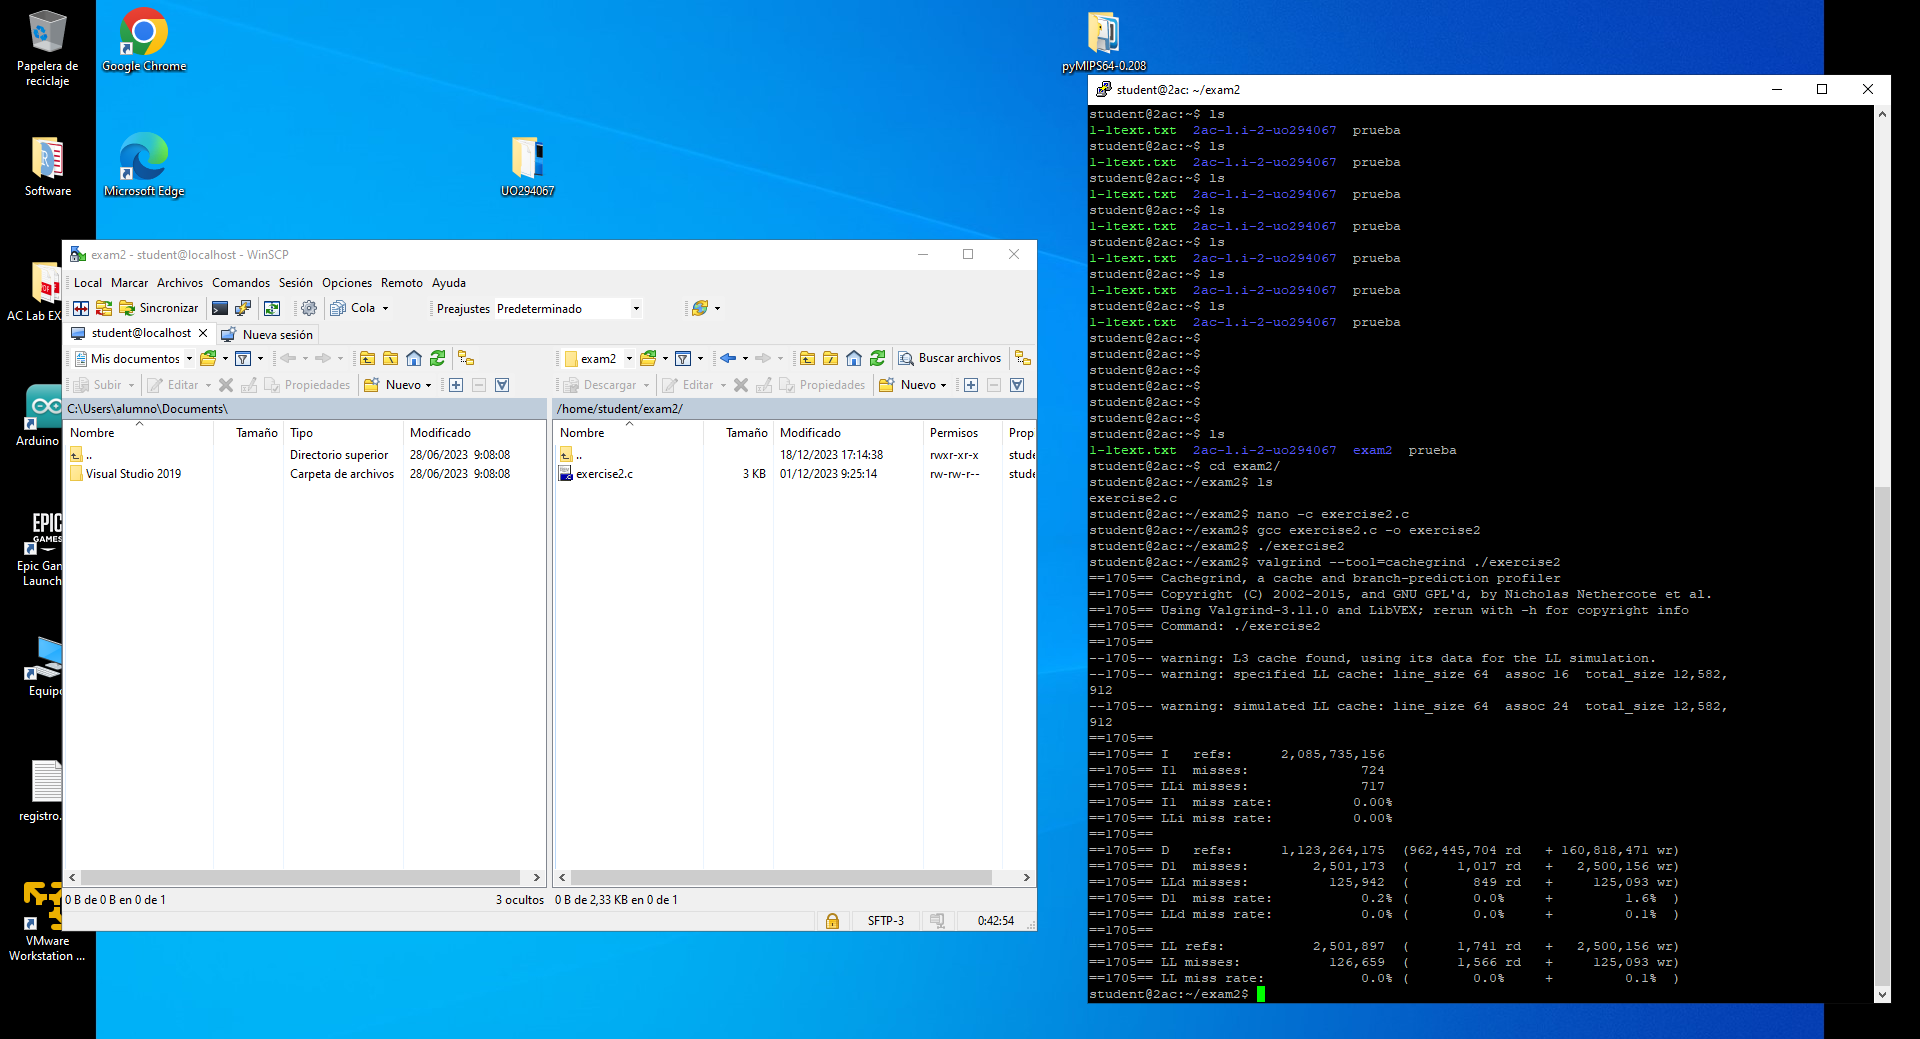 Papelera de
reciclaje
Google Chrome
pyMIPS64-0.208
Software
Microsoft Edge
UO294067
AC Lab EX
Arduino
EPIC
GAMES
Epic Gam
Launch
Equipo
registro.
VMware
Workstation ...
exam2 - student@localhost - WinSCP
Local Marcar Archivos Comandos Sesión Opciones Remoto Ayuda
Sincronizar Cola Preajustes Predeterminado
student@localhost Nueva sesión
Mis documentos exam2 Buscar archivos
Subir Editar Propiedades Nuevo Descargar Editar Propiedades Nuevo
C:\Users\alumno\Documents\ /home/student/exam2/
Nombre Tamaño Tipo Modificado Nombre Tamaño Modificado Permisos Prop
.. Directorio superior 28/06/2023 9:08:08 .. 18/12/2023 17:14:38 rwxr-xr-x stude
Visual Studio 2019 Carpeta de archivos 28/06/2023 9:08:08 exercise2.c 3 KB 01/12/2023 9:25:14 rw-rw-r-- stude
0 B de 0 B en 0 de 1 3 ocultos 0 B de 2,33 KB en 0 de 1
SFTP-3 0:42:54
student@2ac: ~/exam2
student@2ac:~$ ls
l-1text.txt 2ac-l.i-2-uo294067 prueba
student@2ac:~$ ls
l-1text.txt 2ac-l.i-2-uo294067 prueba
student@2ac:~$ ls
l-1text.txt 2ac-l.i-2-uo294067 prueba
student@2ac:~$ ls
l-1text.txt 2ac-l.i-2-uo294067 prueba
student@2ac:~$ ls
l-1text.txt 2ac-l.i-2-uo294067 prueba
student@2ac:~$ ls
l-1text.txt 2ac-l.i-2-uo294067 prueba
student@2ac:~$ ls
l-1text.txt 2ac-l.i-2-uo294067 prueba
student@2ac:~$
student@2ac:~$
student@2ac:~$
student@2ac:~$
student@2ac:~$
student@2ac:~$
student@2ac:~$ ls
l-1text.txt 2ac-l.i-2-uo294067 exam2 prueba
student@2ac:~$ cd exam2/
student@2ac:~/exam2$ ls
exercise2.c
student@2ac:~/exam2$ nano -c exercise2.c
student@2ac:~/exam2$ gcc exercise2.c -o exercise2
student@2ac:~/exam2$ ./exercise2
student@2ac:~/exam2$ valgrind --tool=cachegrind ./exercise2
==1705== Cachegrind, a cache and branch-prediction profiler
==1705== Copyright (C) 2002-2015, and GNU GPL'd, by Nicholas Nethercote et al.
==1705== Using Valgrind-3.11.0 and LibVEX; rerun with -h for copyright info
==1705== Command: ./exercise2
==1705==
--1705-- warning: L3 cache found, using its data for the LL simulation.
--1705-- warning: specified LL cache: line_size 64 assoc 16 total_size 12,582,
912
--1705-- warning: simulated LL cache: line_size 64 assoc 24 total_size 12,582,
912
==1705==
==1705== I refs: 2,085,735,156
==1705== I1 misses: 724
==1705== LLi misses: 717
==1705== I1 miss rate: 0.00%
==1705== LLi miss rate: 0.00%
==1705==
==1705== D refs: 1,123,264,175 (962,445,704 rd + 160,818,471 wr)
==1705== D1 misses: 2,501,173 ( 1,017 rd + 2,500,156 wr)
==1705== LLd misses: 125,942 ( 849 rd + 125,093 wr)
==1705== D1 miss rate: 0.2% ( 0.0% + 1.6% )
==1705== LLd miss rate: 0.0% ( 0.0% + 0.1% )
==1705==
==1705== LL refs: 2,501,897 ( 1,741 rd + 2,500,156 wr)
==1705== LL misses: 126,659 ( 1,566 rd + 125,093 wr)
==1705== LL miss rate: 0.0% ( 0.0% + 0.1% )
student@2ac:~/exam2$